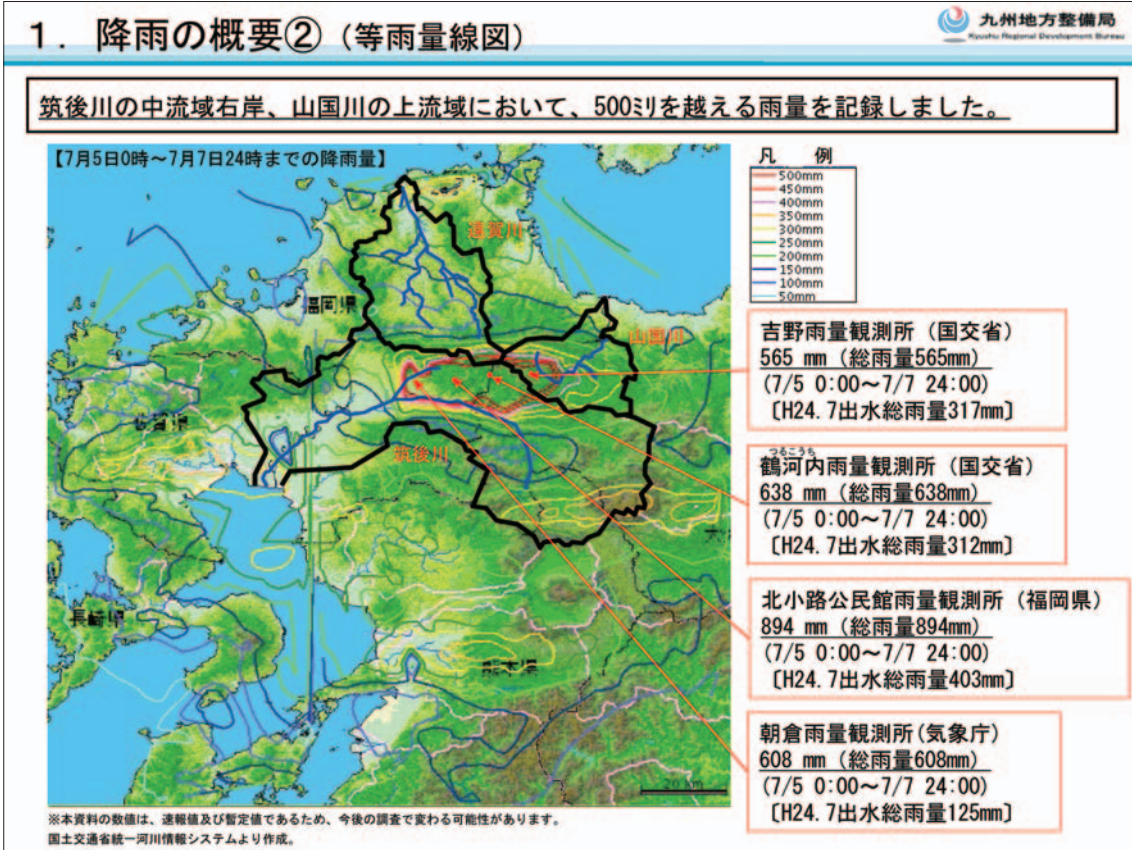 1. 降雨の概要②（等雨量線図）
九州地方整備局
Kyushu Regional Development Bureau
筑後川の中流域右岸、山国川の上流域において、500ﾐﾘを越える雨量を記録しました。
【7月5日0時～7月7日24時までの降雨量】
凡 例
500mm
450mm
400mm
350mm
300mm
250mm
200mm
150mm
100mm
50mm
遠賀川
福岡県
山国川
佐賀県
筑後川
長崎県
熊本県
20 km
吉野雨量観測所（国交省）
565 mm（総雨量565mm）
(7/5 0:00～7/7 24:00)
〔H24.7出水総雨量317mm〕
つるこうち
鶴河内雨量観測所（国交省）
638 mm（総雨量638mm）
(7/5 0:00～7/7 24:00)
〔H24.7出水総雨量312mm〕
北小路公民館雨量観測所（福岡県）
894 mm（総雨量894mm）
(7/5 0:00～7/7 24:00)
〔H24.7出水総雨量403mm〕
朝倉雨量観測所(気象庁)
608 mm（総雨量608mm）
(7/5 0:00～7/7 24:00)
〔H24.7出水総雨量125mm〕
※本資料の数値は、速報値及び暫定値であるため、今後の調査で変わる可能性があります。
国土交通省統一河川情報システムより作成。